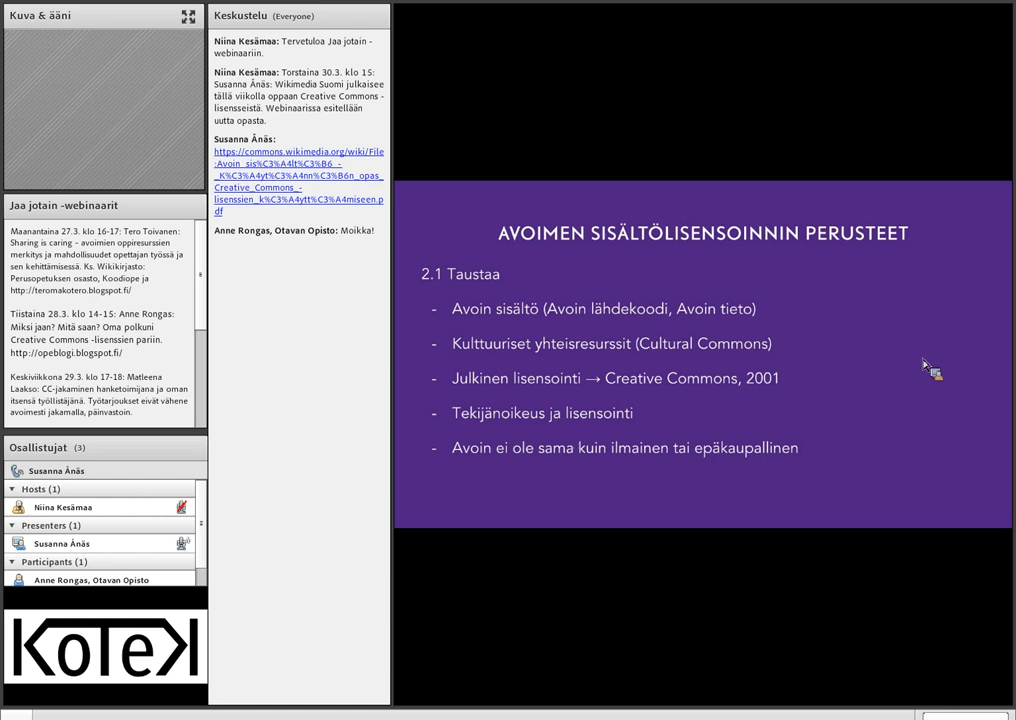 Kuva & ääni
Jaa jotain -webinaarit
Maanantaina 27.3. klo 16-17: Tero Toivanen:
Sharing is caring – avoimien oppiresurssien
merkitys ja mahdollisuudet opettajan työssä ja
sen kehittämisessä. Ks. Wikikirjasto:
Perusopetuksen osasto, Koodiope ja
http://teromakotero.blogspot.fi/
Tiistaina 28.3. klo 14-15: Anne Rongas:
Miksi jaan? Mitä saan? Oma polkuni
Creative Commons -lisenssien pariin.
http://opeblogi.blogspot.fi/
Keskiviikkona 29.3. klo 17-18: Matleena
Laakso: CC-jakaminen hanketoimijana ja oman
itsensä työllistäjänä. Työtarjoukset eivät vähene
avoimesti jakamalla, päinvastoin.
Osallistujat (3)
Susanna Ånäs
Hosts (1)
Niina Kesämaa
Presenters (1)
Susanna Ånäs
Participants (1)
Anne Rongas, Otavan Opisto
KoTeK
Keskustelu (Everyone)
Niina Kesämaa: Tervetuloa Jaa jotain -
webinaariin.
Niina Kesämaa: Torstaina 30.3. klo 15:
Susanna Ånäs: Wikimedia Suomi julkaisee
tällä viikolla oppaan Creative Commons -
lisensseistä. Webinaarissa esitellään
uutta opasta.
Susanna Ånäs:
https://commons.wikimedia.org/wiki/File
:Avoin_sis%C3%A4lt%C3%B6_-
_K%C3%A4yt%C3%A4nn%C3%B6n_opas_
Creative_Commons_-
lisenssien_k%C3%A4ytt%C3%A4miseen.p
df
Anne Rongas, Otavan Opisto: Moikka!
AVOIMEN SISÄLTÖLISENSOINNIN PERUSTEET
2.1 Taustaa
- Avoin sisältö (Avoin lähdekoodi, Avoin tieto)
- Kulttuuriset yhteisresurssit (Cultural Commons)
- Julkinen lisensointi → Creative Commons, 2001
- Tekijänoikeus ja lisensointi
- Avoin ei ole sama kuin ilmainen tai epäkaupallinen